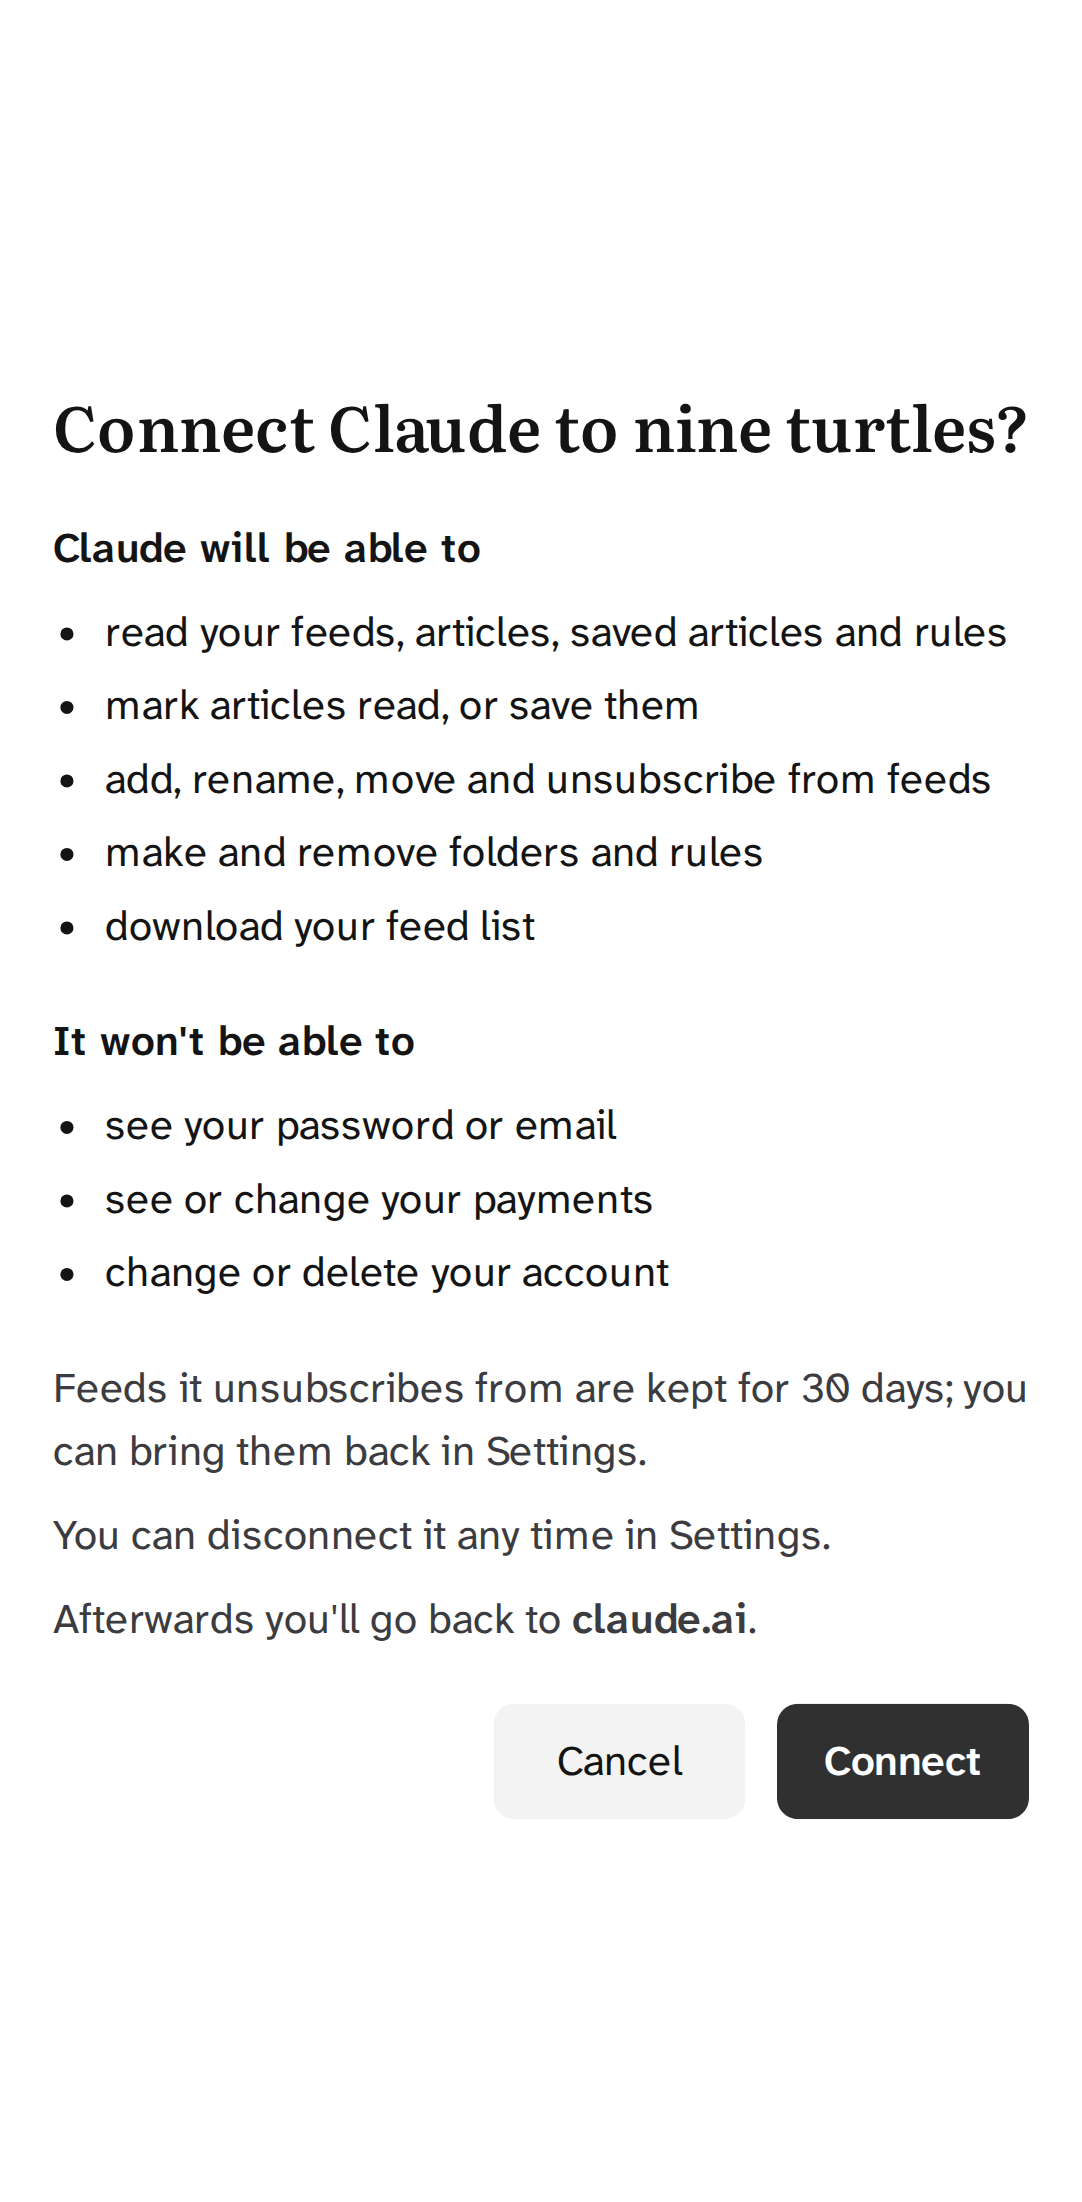 Connect Claude to nine turtles?
Claude will be able to
• read your feeds, articles, saved articles and rules
• mark articles read, or save them
• add, rename, move and unsubscribe from feeds
• make and remove folders and rules
• download your feed list
It won't be able to
• see your password or email
• see or change your payments
• change or delete your account
Feeds it unsubscribes from are kept for 30 days; you
can bring them back in Settings.
You can disconnect it any time in Settings.
Afterwards you'll go back to claude.ai.
Cancel
Connect